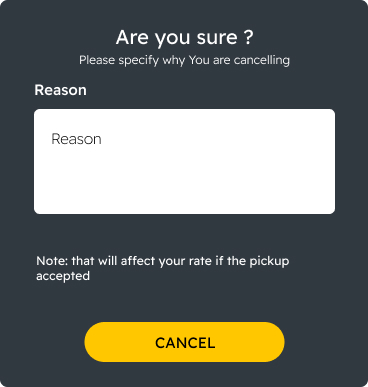 Are you sure ?
Please specify why You are cancelling
Reason
Reason
Note: that will affect your rate if the pickup
accepted
CANCEL